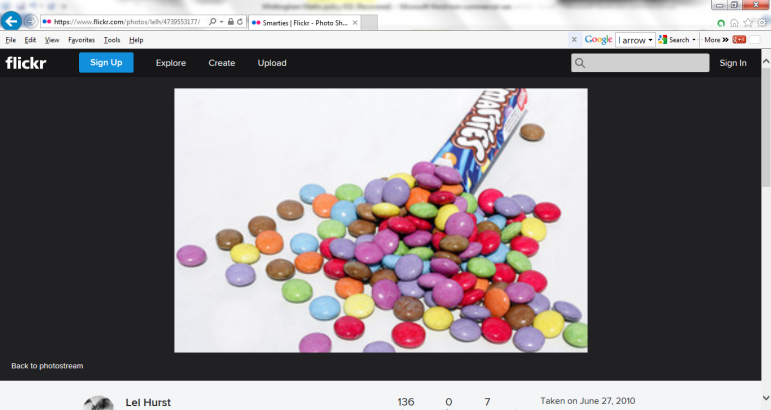 https://www.flickr.com/photos/lelh/4739553177/
Smarties | Flickr - Photo Sh...
File Edit View Favorites Tools Help
Google
l arrow
Search
More »
flickr
Sign Up
Explore
Create
Upload
Sign In
SMARTIES
Back to photostream
Lel Hurst
136 0 7
Taken on June 27, 2010